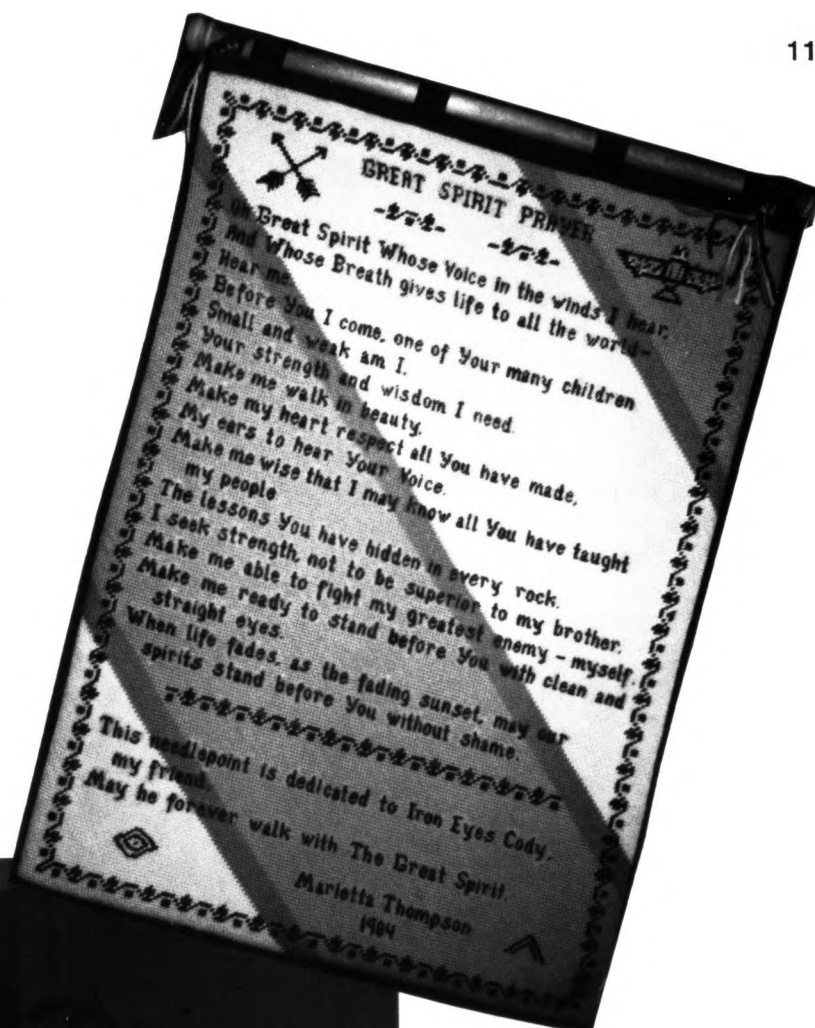 11
GREAT SPIRIT PRAYER
Oh Great Spirit Whose Voice in the winds I hear,
And Whose Breath gives life to all the world-
Hear me
Before You I come, one of Your many children
Small and weak am I.
Your strength and wisdom I need.
Make me walk in beauty.
Make my heart respect all You have made,
My ears to hear Your Voice.
Make me wise that I may know all You have taught
my people
The lessons You have hidden in every rock.
I seek strength, not to be superior to my brother.
Make me able to fight my greatest enemy - myself.
Make me ready to stand before You with clean and
straight eyes.
When life fades, as the fading sunset, may our
spirits stand before You without shame.
This needlepoint is dedicated to Iron Eyes Cody,
my friend.
May he forever walk with The Great Spirit.
Marietta Thompson
1984